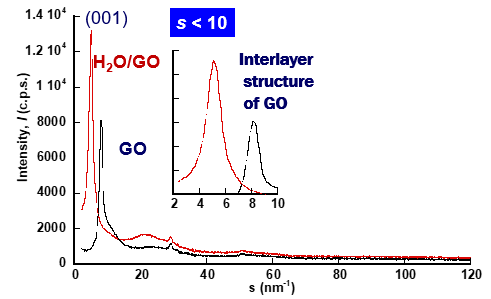 1.4 10⁴
(001)
s < 10
1.2 10⁴
H₂O/GO
Interlayer
structure
of GO
1 10⁴
8000
GO
6000
4000
2000
0
2 4 6 8 10
0 20 40 60 80 100 120
s (nm⁻¹)
Intensity, I (c.p.s.)